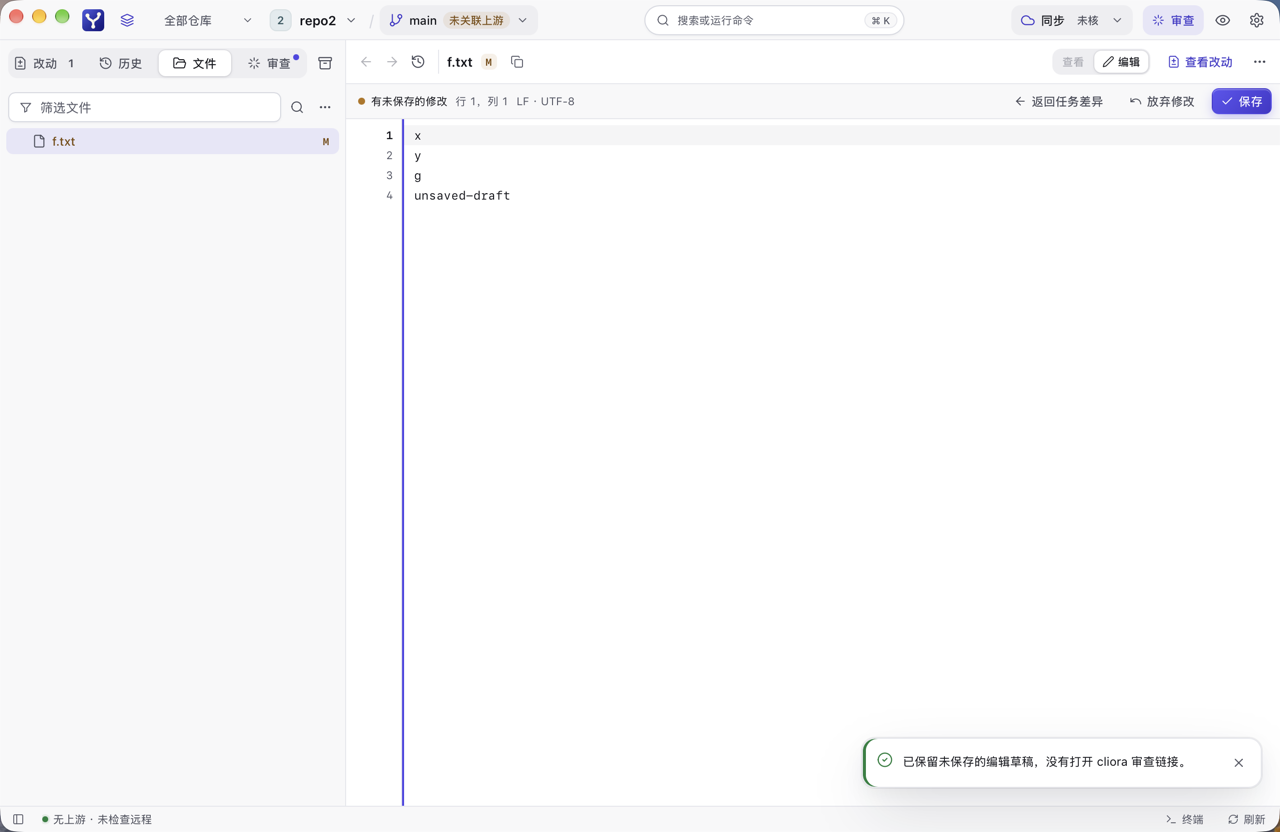 全部仓库
2 repo2 / main 未关联上游
搜索或运行命令 ⌘ K
同步 未核
审查
改动 1
历史
文件
审查
f.txt M
查看
编辑
查看改动
筛选文件
有未保存的修改 行 1，列 1 LF · UTF-8
返回任务差异
放弃修改
保存
f.txt M
1 x
2 y
3 g
4 unsaved-draft
已保留未保存的编辑草稿，没有打开 cliora 审查链接。
无上游 · 未检查远程
终端
刷新